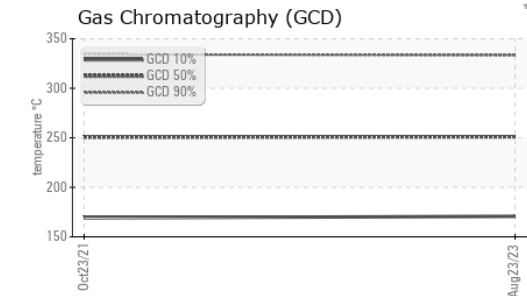 Gas Chromatography (GCD)
350
300
250
200
150
temperature °C
GCD 10%
GCD 50%
GCD 90%
Oct23/21
Aug23/23